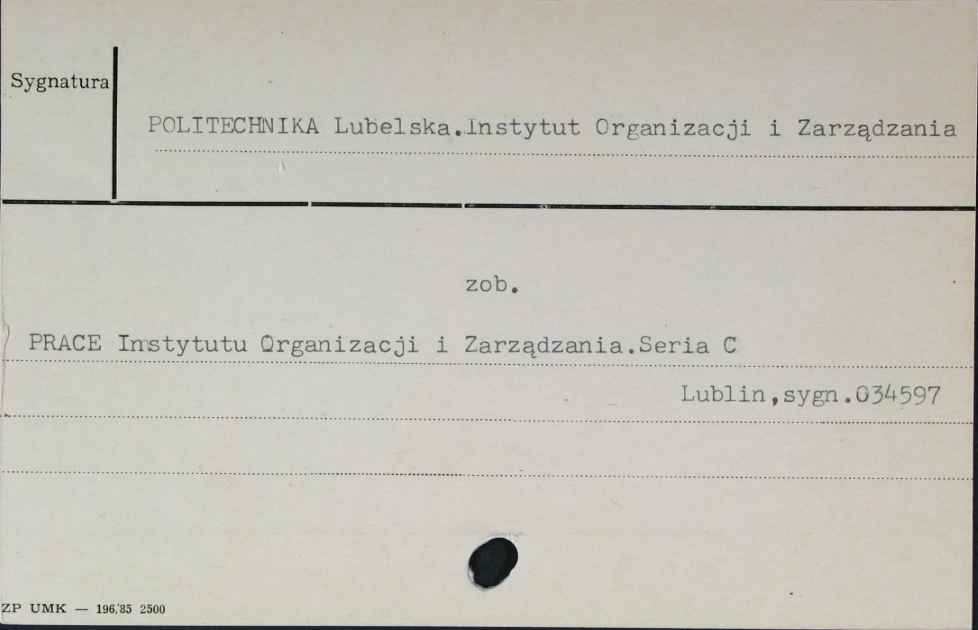 Sygnatura
POLITECHNIKA Lubelska.Instytut Organizacji i Zarządzania
zob.
PRACE Instytutu Organizacji i Zarządzania.Seria C
Lublin,sygn.034597
ZP UMK — 196/85 2500